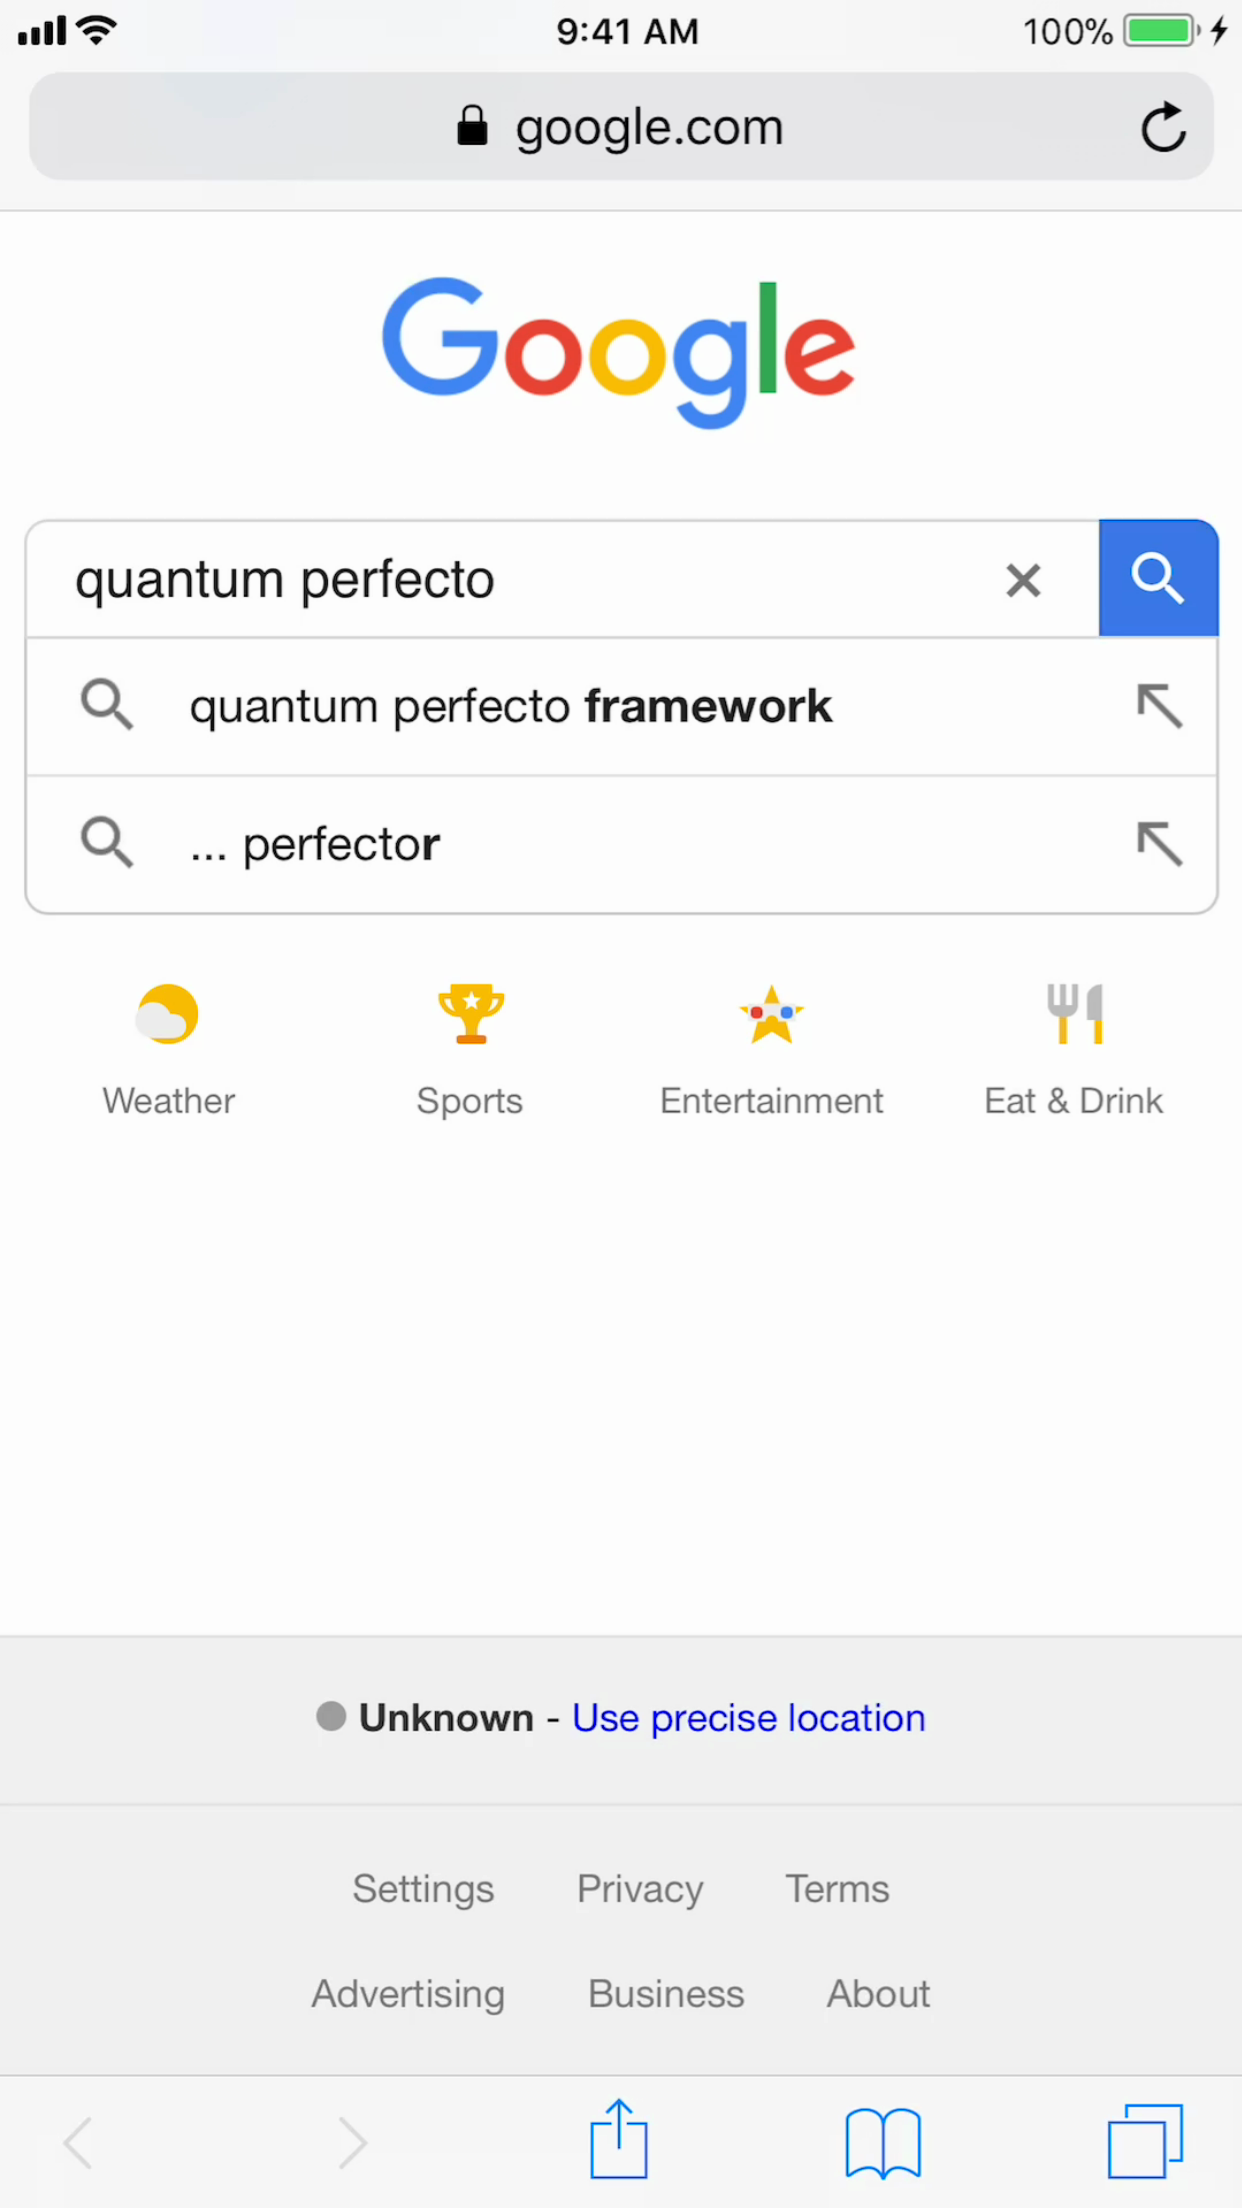 9:41 AM 100%
google.com
Google
quantum perfecto
quantum perfecto framework
... perfector
Weather Sports Entertainment Eat & Drink
Unknown - Use precise location
Settings Privacy Terms
Advertising Business About